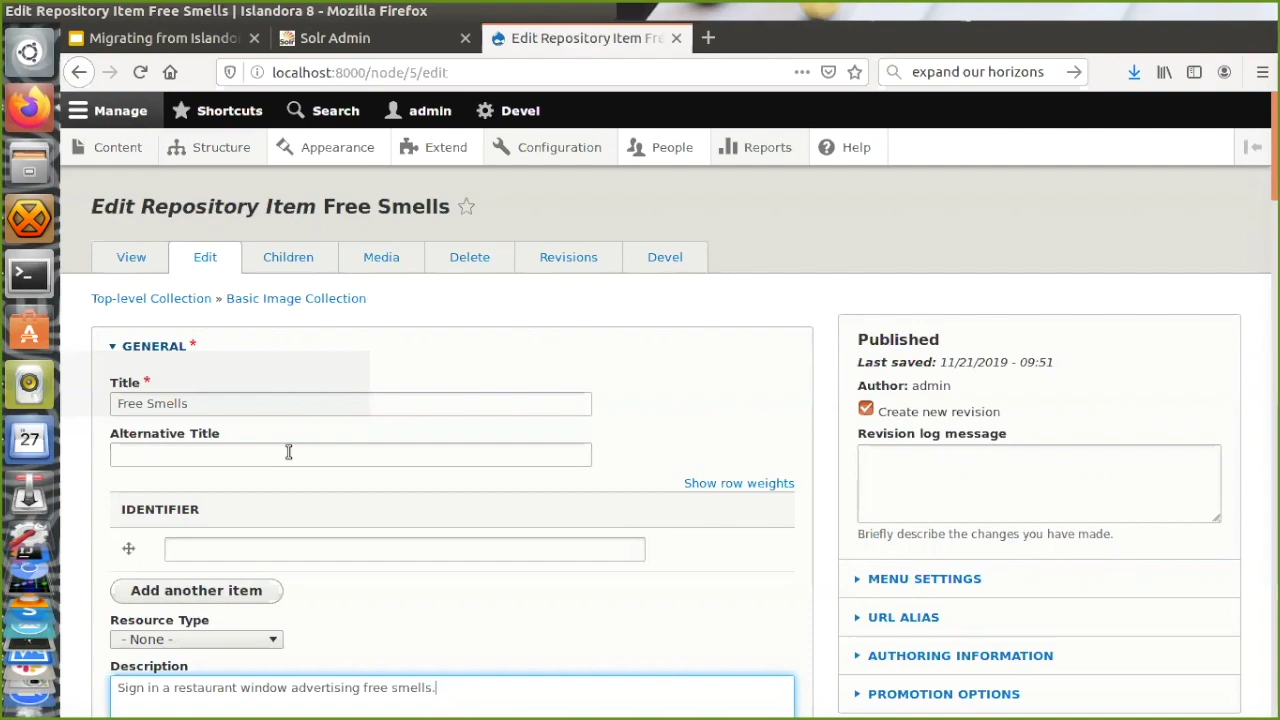 Edit Repository Item Free Smells | Islandora 8 - Mozilla Firefox
Migrating from Islando
Solr Admin
Edit Repository Item Fre
localhost:8000/node/5/edit
expand our horizons
Manage Shortcuts Search admin Devel
Content Structure Appearance Extend Configuration People Reports Help
Edit Repository Item Free Smells
View Edit Children Media Delete Revisions Devel
Top-level Collection » Basic Image Collection
GENERAL *
Title *
Free Smells
Alternative Title
Show row weights
IDENTIFIER
Add another item
Resource Type
- None -
Description
Sign in a restaurant window advertising free smells.
Published
Last saved: 11/21/2019 - 09:51
Author: admin
Create new revision
Revision log message
Briefly describe the changes you have made.
MENU SETTINGS
URL ALIAS
AUTHORING INFORMATION
PROMOTION OPTIONS
27